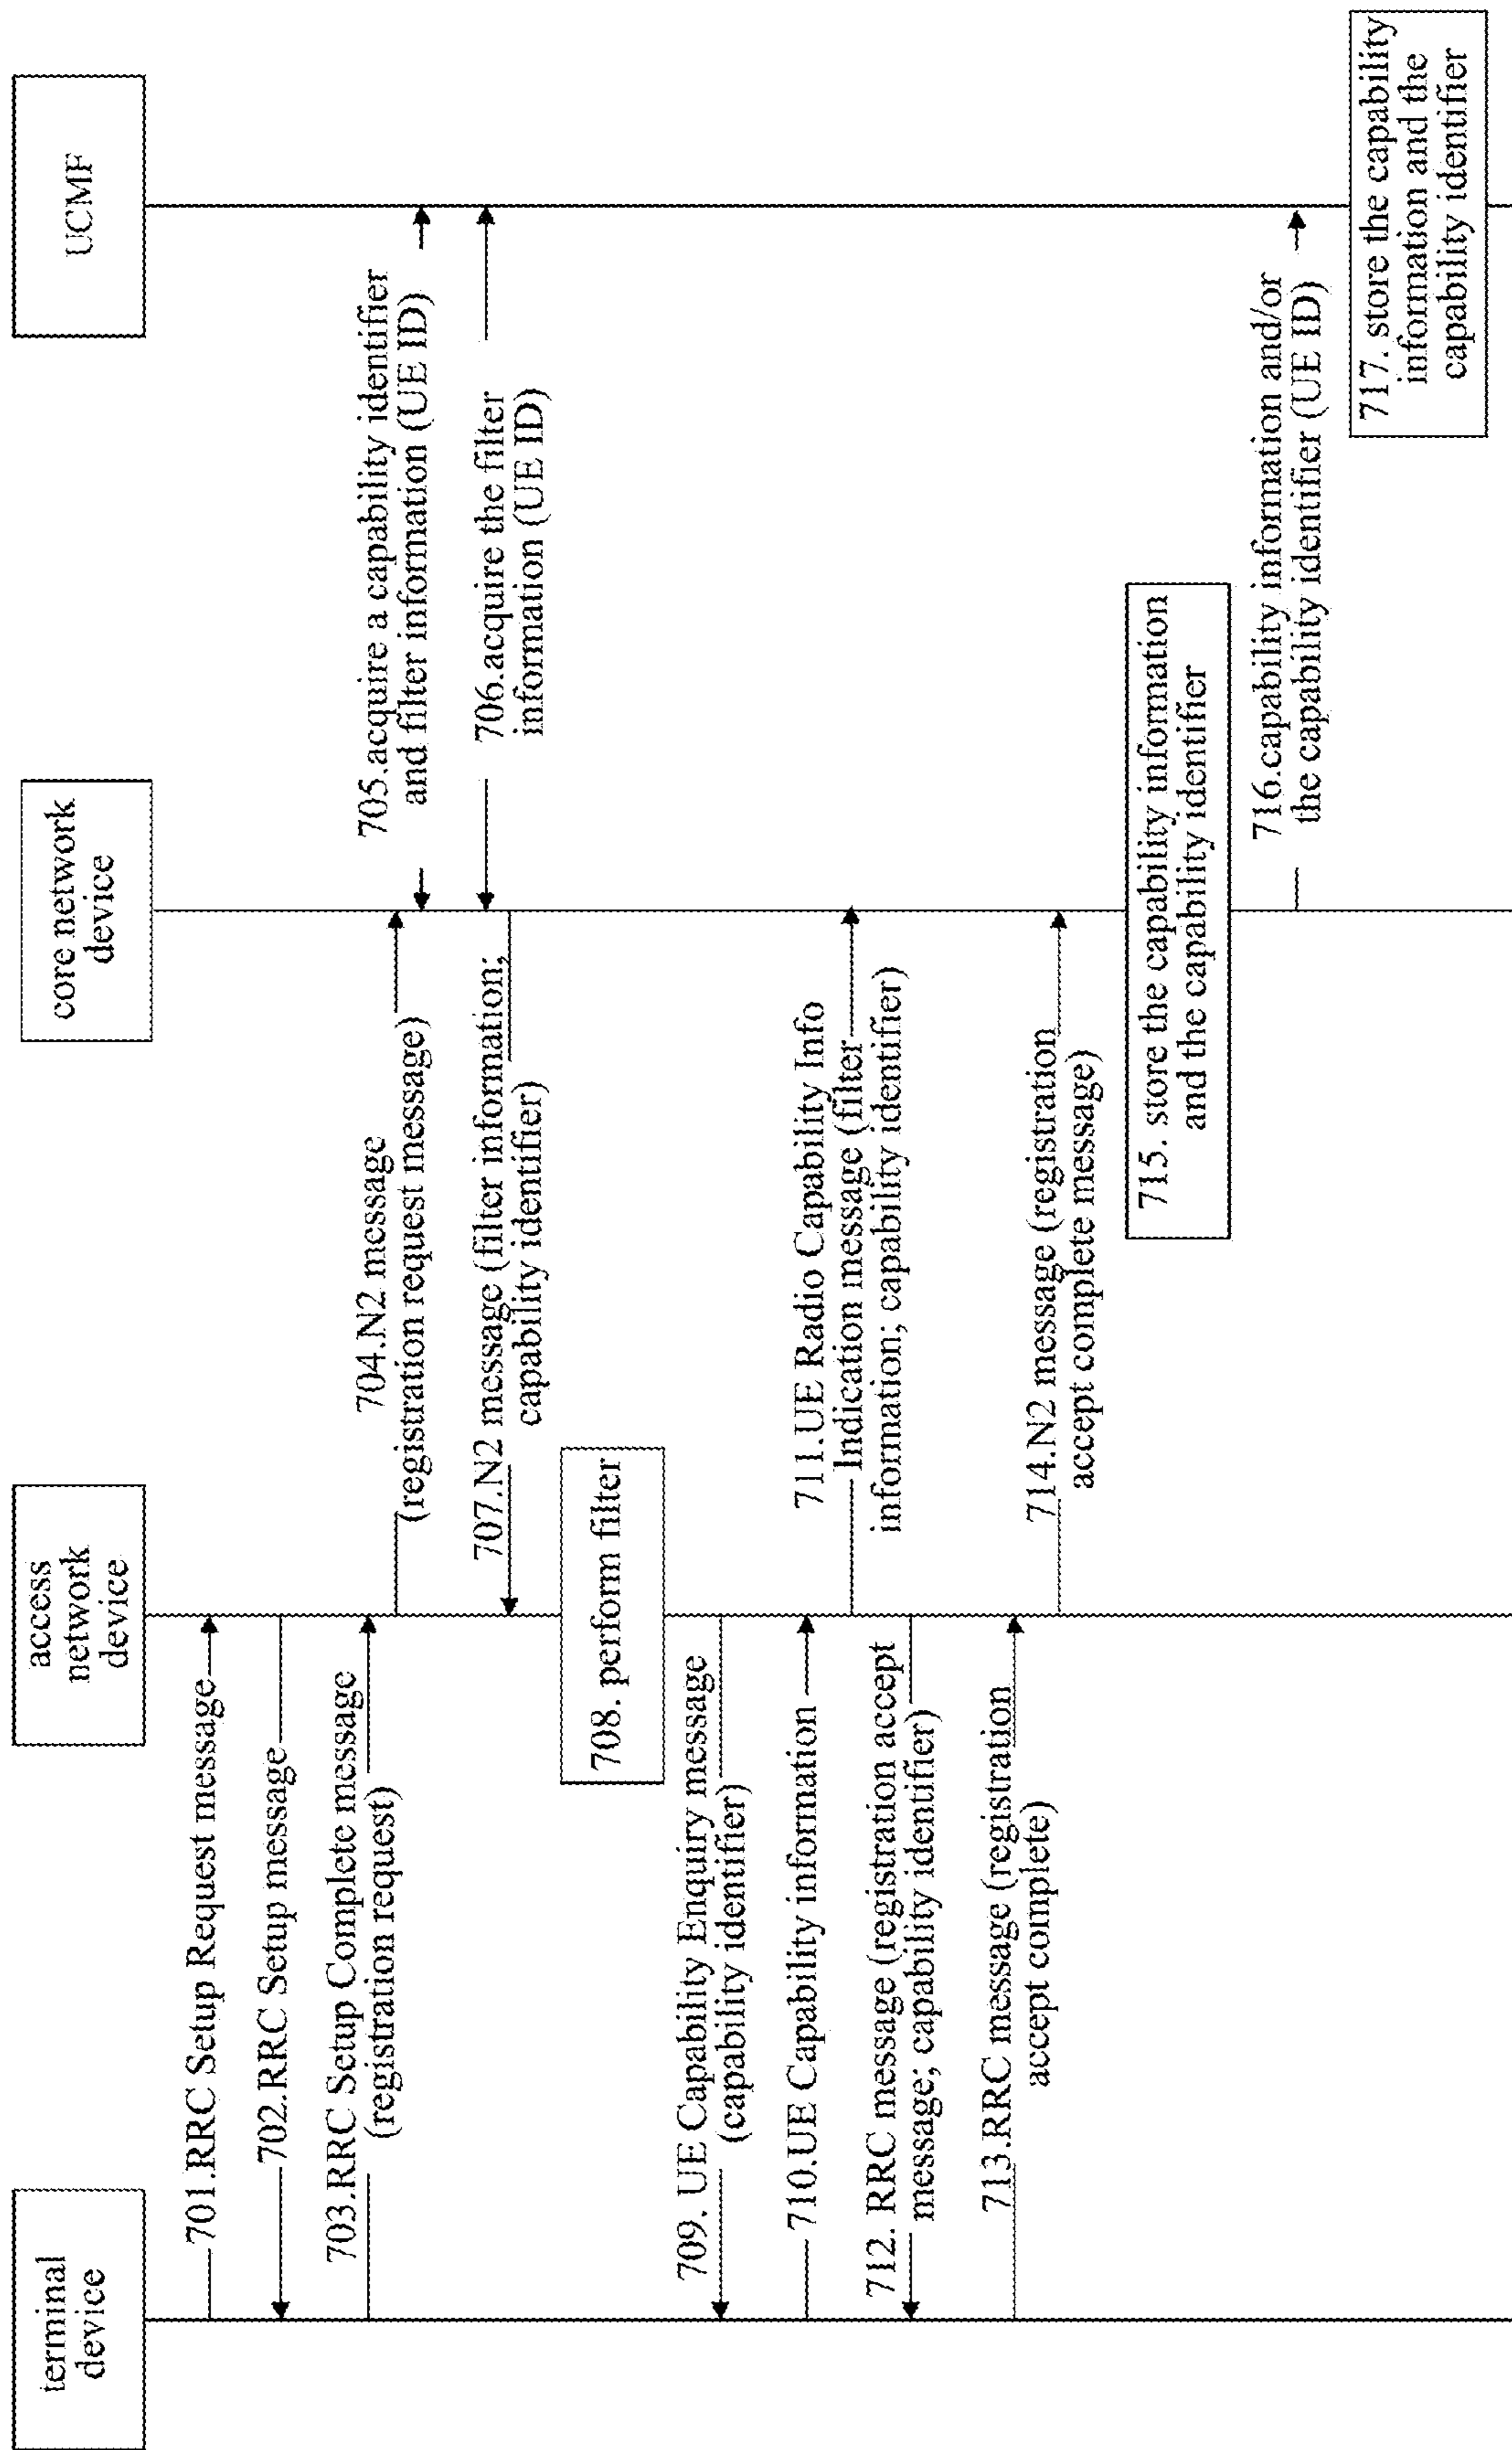 terminal
device
access
network
device
core network
device
UCMF
701.RRC Setup Request message
702.RRC Setup message
703.RRC Setup Complete message
(registration request)
704.N2 message
(registration request message)
705.acquire a capability identifier
and filter information (UE ID)
706.acquire the filter
information (UE ID)
707.N2 message (filter information;
capability identifier)
708. perform filter
709. UE Capability Enquiry message
(capability identifier)
710.UE Capability information
711.UE Radio Capability Info
Indication message (filter
information; capability identifier)
712. RRC message (registration accept
message; capability identifier)
713.RRC message (registration
accept complete)
714.N2 message (registration
accept complete message)
715. store the capability information
and the capability identifier
716.capability information and/or
the capability identifier (UE ID)
717. store the capability
information and the
capability identifier